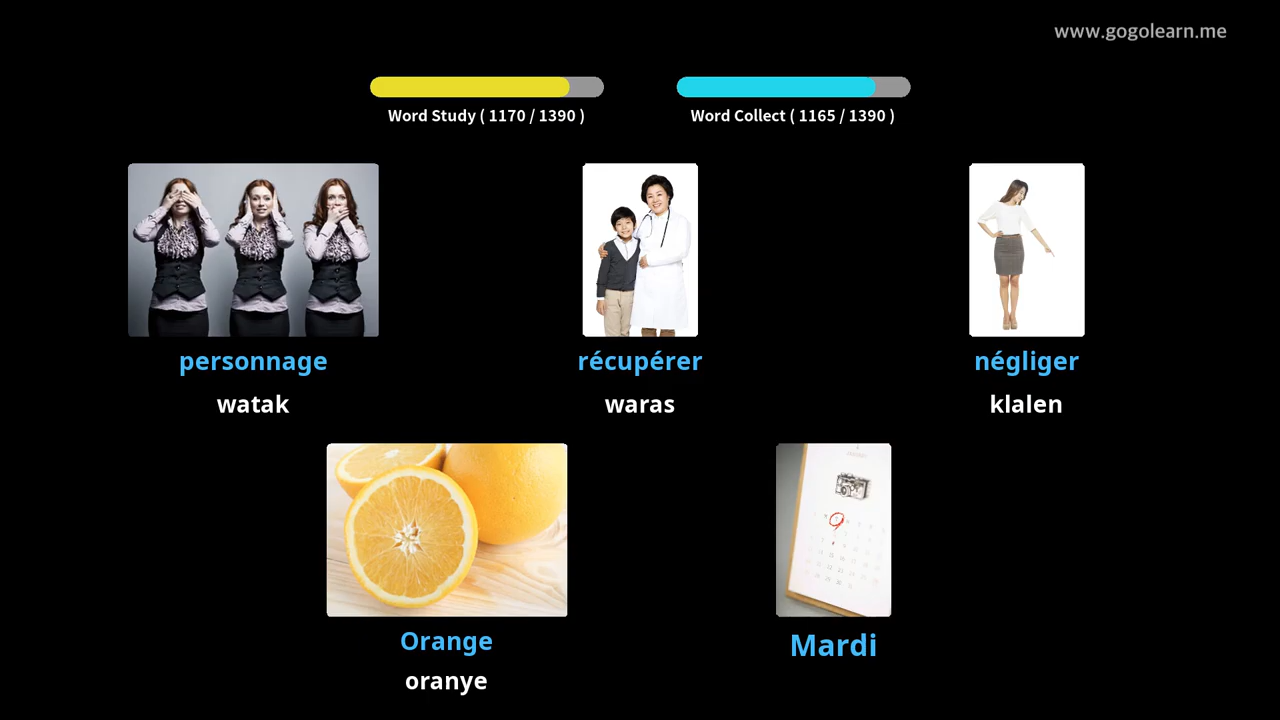 www.gogolearn.me
Word Study ( 1170 / 1390 )
Word Collect ( 1165 / 1390 )
personnage
récupérer
négliger
watak
waras
klalen
Orange
Mardi
oranye